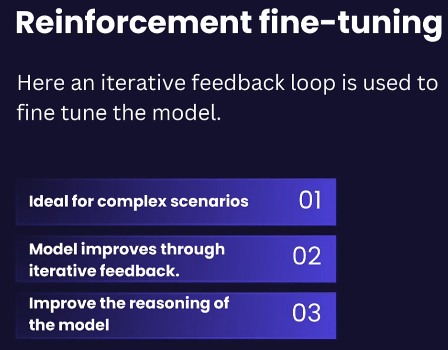 Reinforcement fine-tuning
Here an iterative feedback loop is used to
fine tune the model.
Ideal for complex scenarios 01
Model improves through
iterative feedback. 02
Improve the reasoning of
the model 03